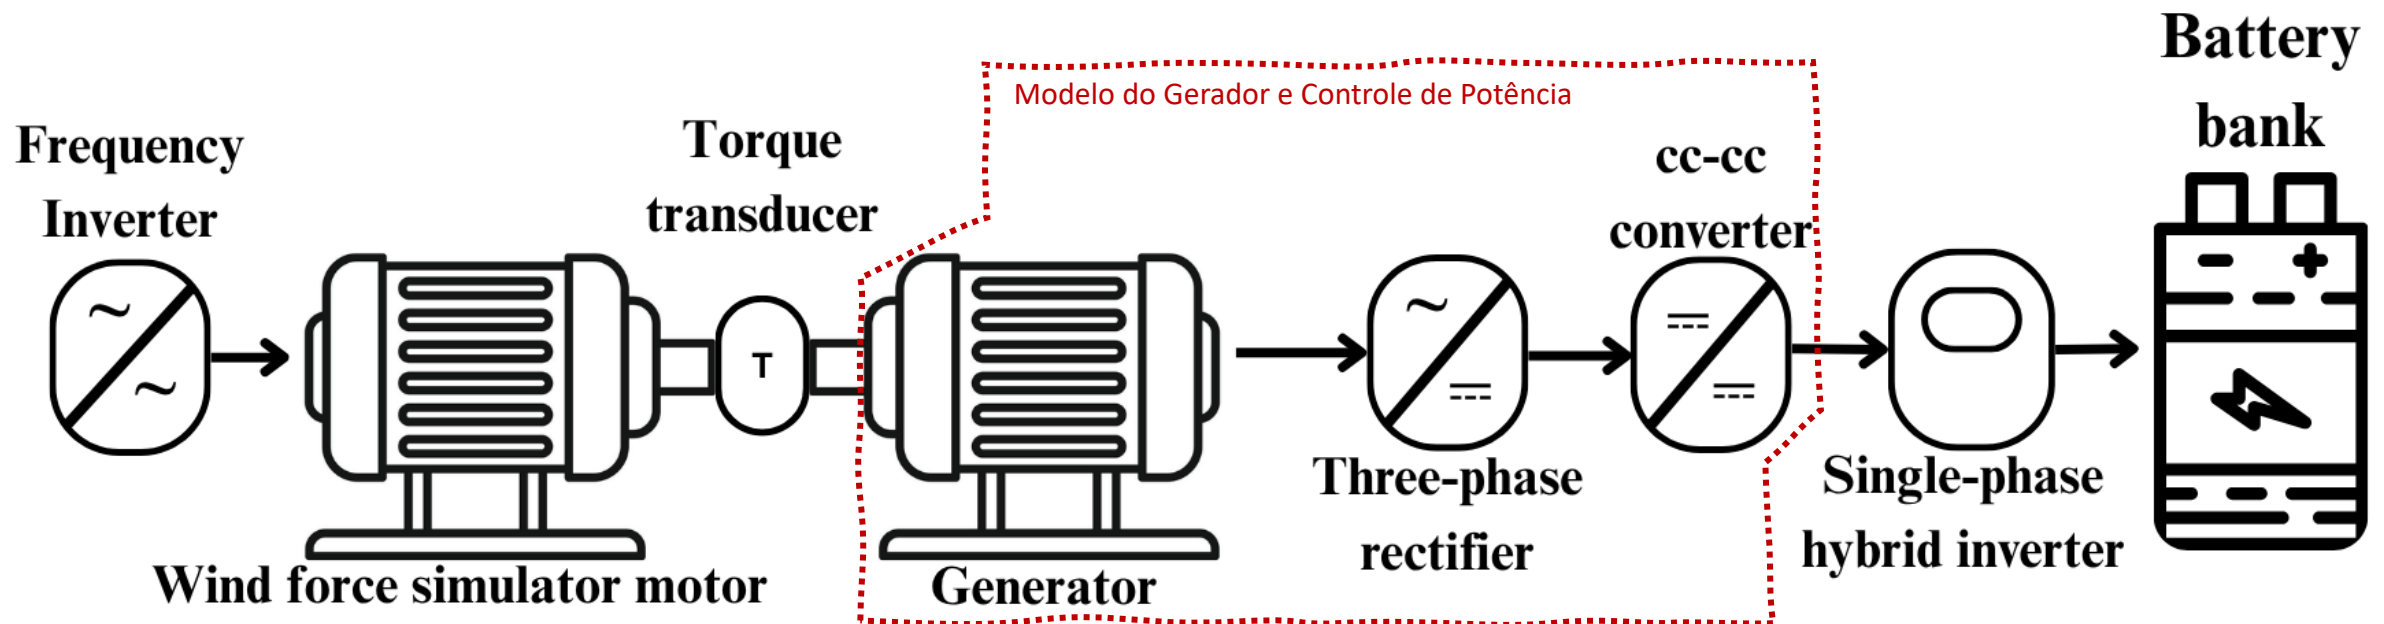 Frequency
Inverter
Wind force simulator motor
Torque
transducer
T
Modelo do Gerador e Controle de Potência
Generator
Three-phase
rectifier
cc-cc
converter
Single-phase
hybrid inverter
Battery
bank